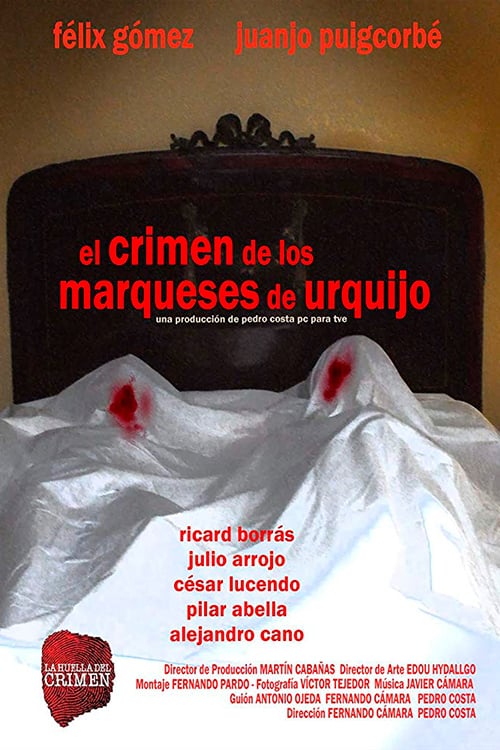 félix gómez juanjo puigcorbé
el crimen de los
marqueses de urquijo
una producción de pedro costa pc para tve
ricard borrás
julio arrojo
césar lucendo
pilar abella
alejandro cano
LA HUELLA DEL
CRIMEN
Director de Producción MARTÍN CABAÑAS Director de Arte EDOU HYDALLGO
Montaje FERNANDO PARDO - Fotografía VÍCTOR TEJEDOR Música JAVIER CÁMARA
Guión ANTONIO OJEDA FERNANDO CÁMARA PEDRO COSTA
Dirección FERNANDO CÁMARA PEDRO COSTA